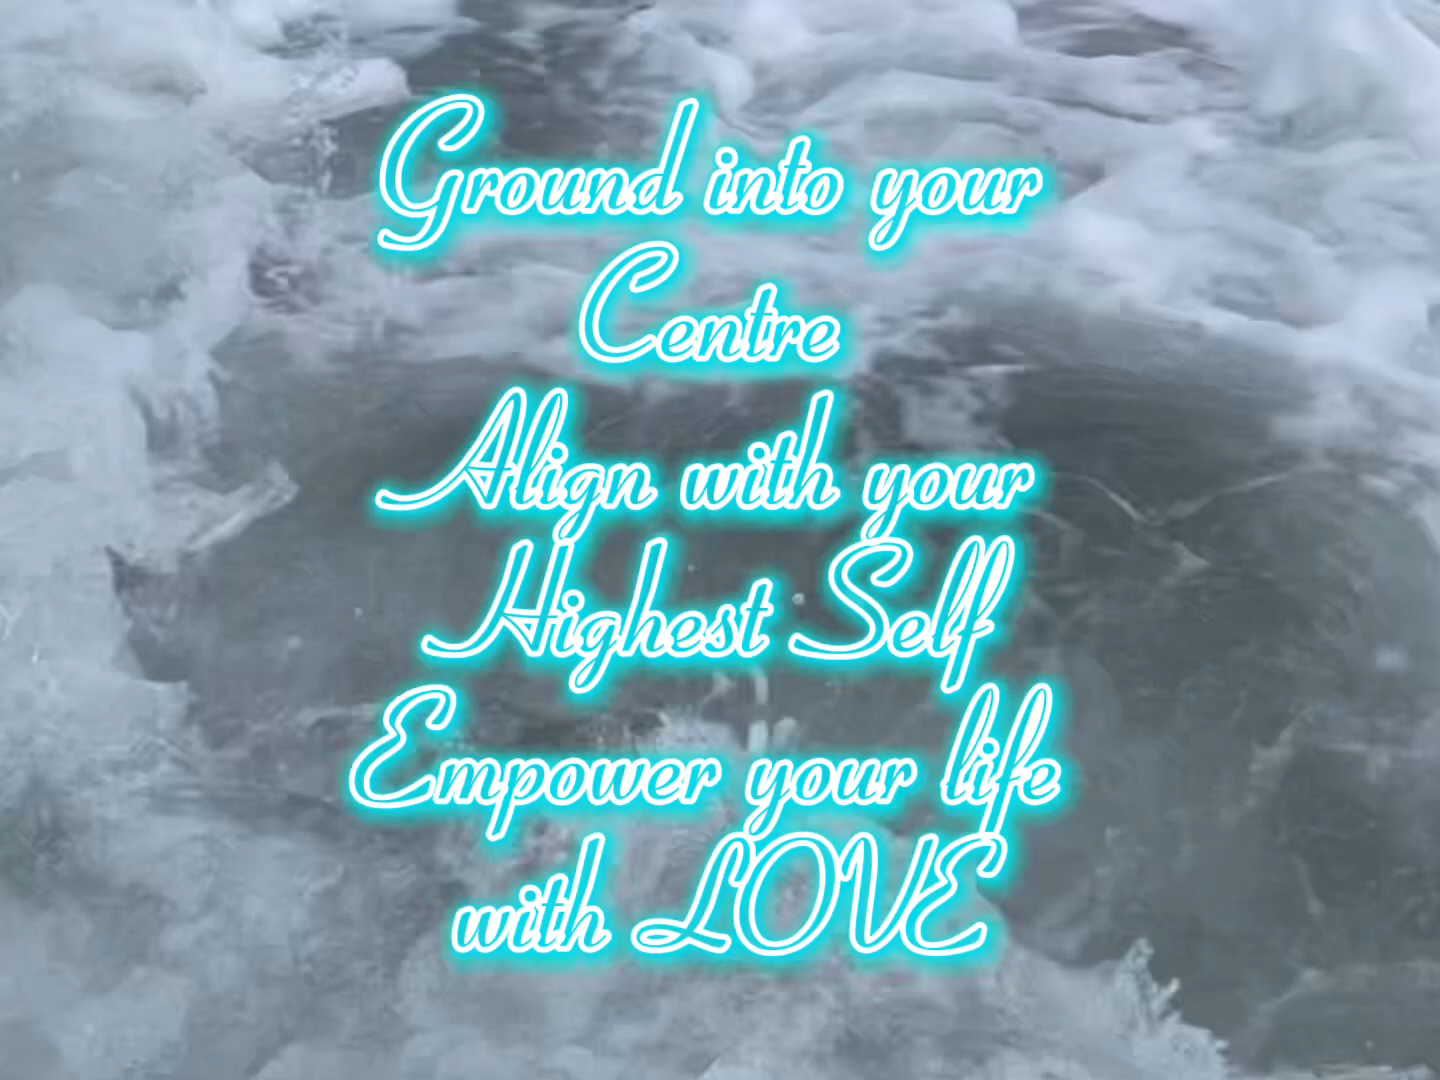 Ground into your
Centre
Align with your
Highest Self
Empower your life
with LOVE